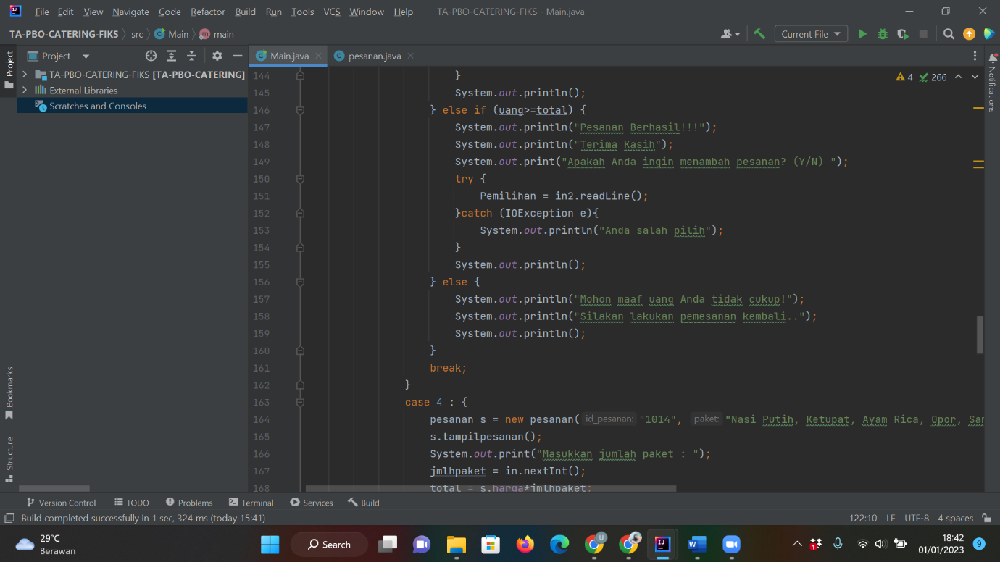 File Edit View Navigate Code Refactor Build Run Tools VCS Window Help TA-PBO-CATERING-FIKS - Main.java
TA-PBO-CATERING-FIKS src Main main Current File
Project Main.java pesanan.java
Project
TA-PBO-CATERING-FIKS [TA-PBO-CATERING]
External Libraries
Scratches and Consoles
Bookmarks
Structure
4 266
Notifications
144 }
145 System.out.println();
146 } else if (uang>=total) {
147 System.out.println("Pesanan Berhasil!!!");
148 System.out.println("Terima Kasih");
149 System.out.print("Apakah Anda ingin menambah pesanan? (Y/N) ");
150 try {
151 Pemilihan = in2.readLine();
152 }catch (IOException e){
153 System.out.println("Anda salah pilih");
154 }
155 System.out.println();
156 } else {
157 System.out.println("Mohon maaf uang Anda tidak cukup!");
158 System.out.println("Silakan lakukan pemesanan kembali..");
159 System.out.println();
160 }
161 break;
162 }
163 case 4 : {
164 pesanan s = new pesanan( id_pesanan: "1014", paket: "Nasi Putih, Ketupat, Ayam Rica, Opor, Sam
165 s.tampilpesanan();
166 System.out.print("Masukkan jumlah paket : ");
167 jmlhpaket = in.nextInt();
168 total = s.harga*jmlhpaket;
Version Control TODO Problems Terminal Services Build
Build completed successfully in 1 sec, 324 ms (today 15:41) 122:10 LF UTF-8 4 spaces
29°C
Berawan
Search
18:42
01/01/2023
9